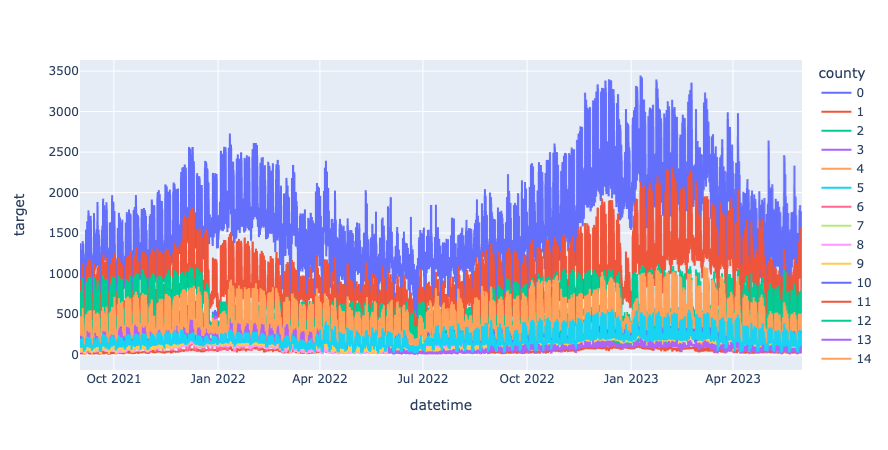 target
3500
3000
2500
2000
1500
1000
500
0
Oct 2021
Jan 2022
Apr 2022
Jul 2022
Oct 2022
Jan 2023
Apr 2023
datetime
county
0
1
2
3
4
5
6
7
8
9
10
11
12
13
14